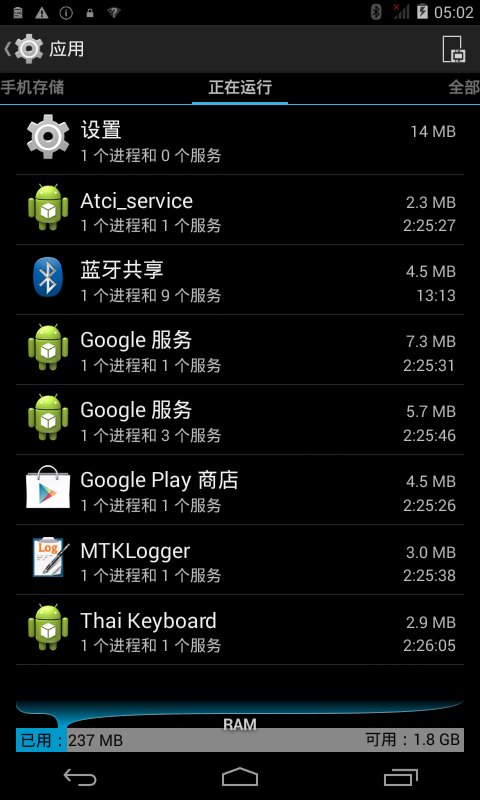 05:02
应用
手机存储 正在运行 全部
设置 14 MB
1 个进程和 0 个服务
Atci_service 2.3 MB
1 个进程和 1 个服务 2:25:27
蓝牙共享 4.5 MB
1 个进程和 9 个服务 13:13
Google 服务 7.3 MB
1 个进程和 1 个服务 2:25:31
Google 服务 5.7 MB
1 个进程和 3 个服务 2:25:46
Google Play 商店 4.5 MB
1 个进程和 1 个服务 2:25:26
Log
MTKLogger 3.0 MB
1 个进程和 1 个服务 2:25:38
Thai Keyboard 2.9 MB
1 个进程和 1 个服务 2:26:05
RAM
已用：237 MB 可用：1.8 GB